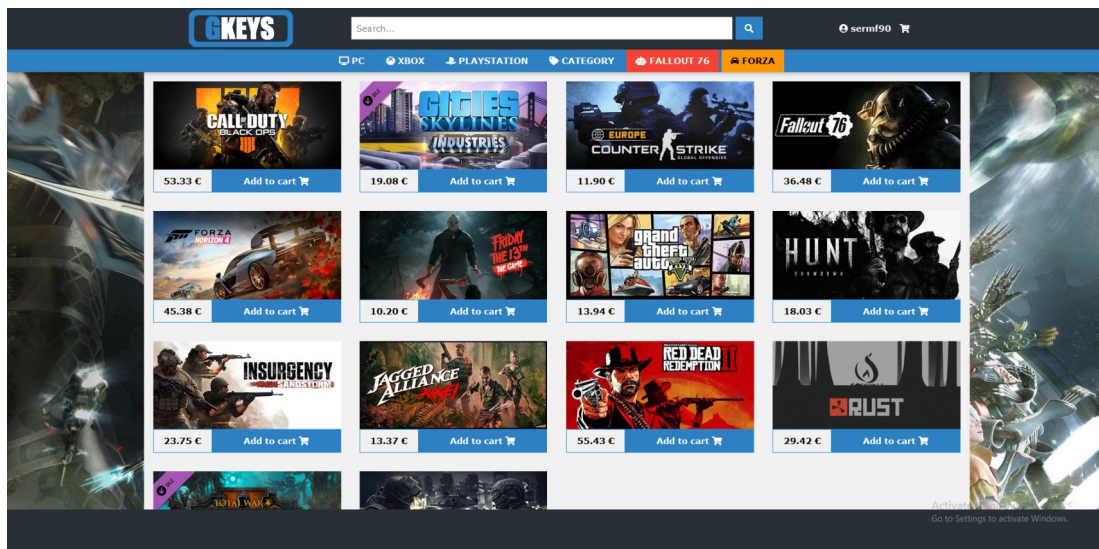 GKEYS
Search...
sermf90
PC XBOX PLAYSTATION CATEGORY FALLOUT 76 FORZA
CALL OF DUTY
BLACK OPS
IIII
DLC
CITIES
SKYLINES
INDUSTRIES
EUROPE
COUNTER STRIKE
GLOBAL OFFENSIVE
Fallout 76
53.33 € Add to cart
19.08 € Add to cart
11.90 € Add to cart
36.48 € Add to cart
FORZA
HORIZON 4
FRIDAY
THE 13TH
THE GAME
grand
theft
auto V
HUNT
SHOWDOWN
45.38 € Add to cart
10.20 € Add to cart
13.94 € Add to cart
18.03 € Add to cart
INSURGENCY
SANDSTORM
JAGGED
ALLIANCE
RAGE!
RED DEAD
REDEMPTION II
RUST
23.75 € Add to cart
13.37 € Add to cart
55.43 € Add to cart
29.42 € Add to cart
DLC
TOTAL WAR
Go to Settings to activate Windows.